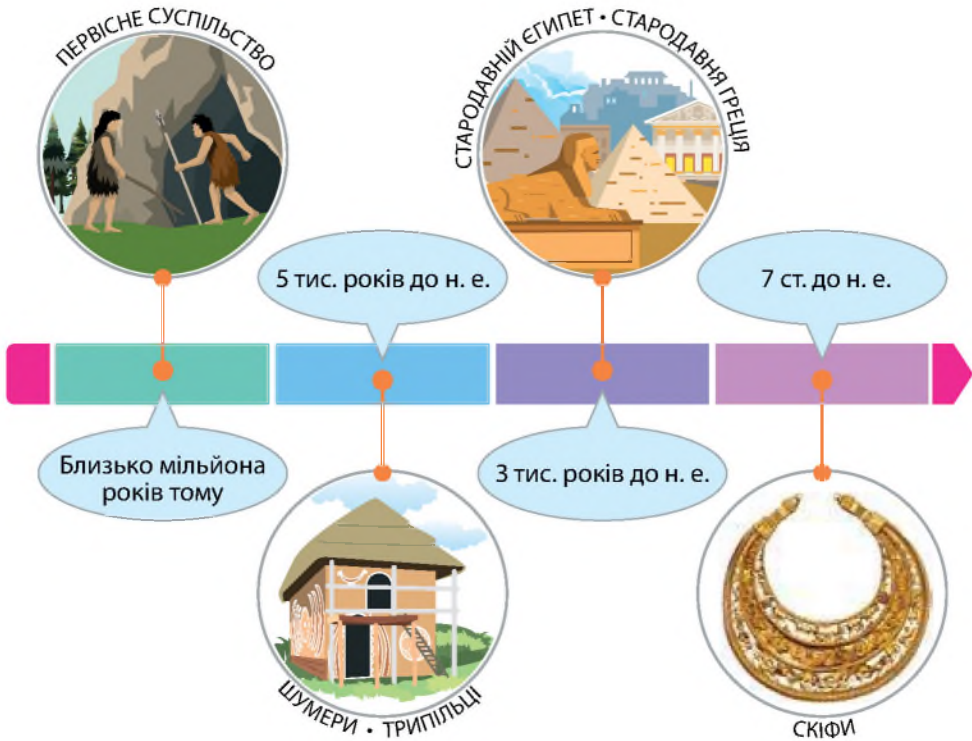 ПЕРВІСНЕ СУСПІЛЬСТВО
СТАРОДАВНІЙ ЄГИПЕТ • СТАРОДАВНЯ ГРЕЦІЯ
5 тис. років до н. е.
7 ст. до н. е.
Близько мільйона
років тому
3 тис. років до н. е.
ШУМЕРИ • ТРИПІЛЬЦІ
СКІФИ